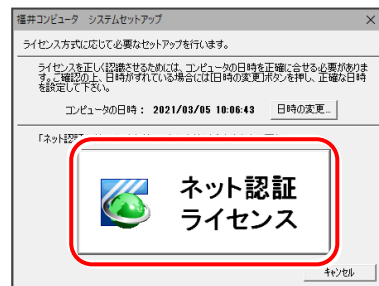 福井コンピュータ システムセットアップ
ライセンス方式に応じて必要なセットアップを行います。
ライセンスを正しく認識させるためには、コンピュータの日時を正確に合せる必要がありま
す。ご確認の上、日時がずれている場合には[日時の変更]ボタンを押し、正確な日時
を設定して下さい。
コンピュータの日時： 2021/03/05 10:06:43 日時の変更...
「ネット認証
ネット認証
ライセンス
キャンセル